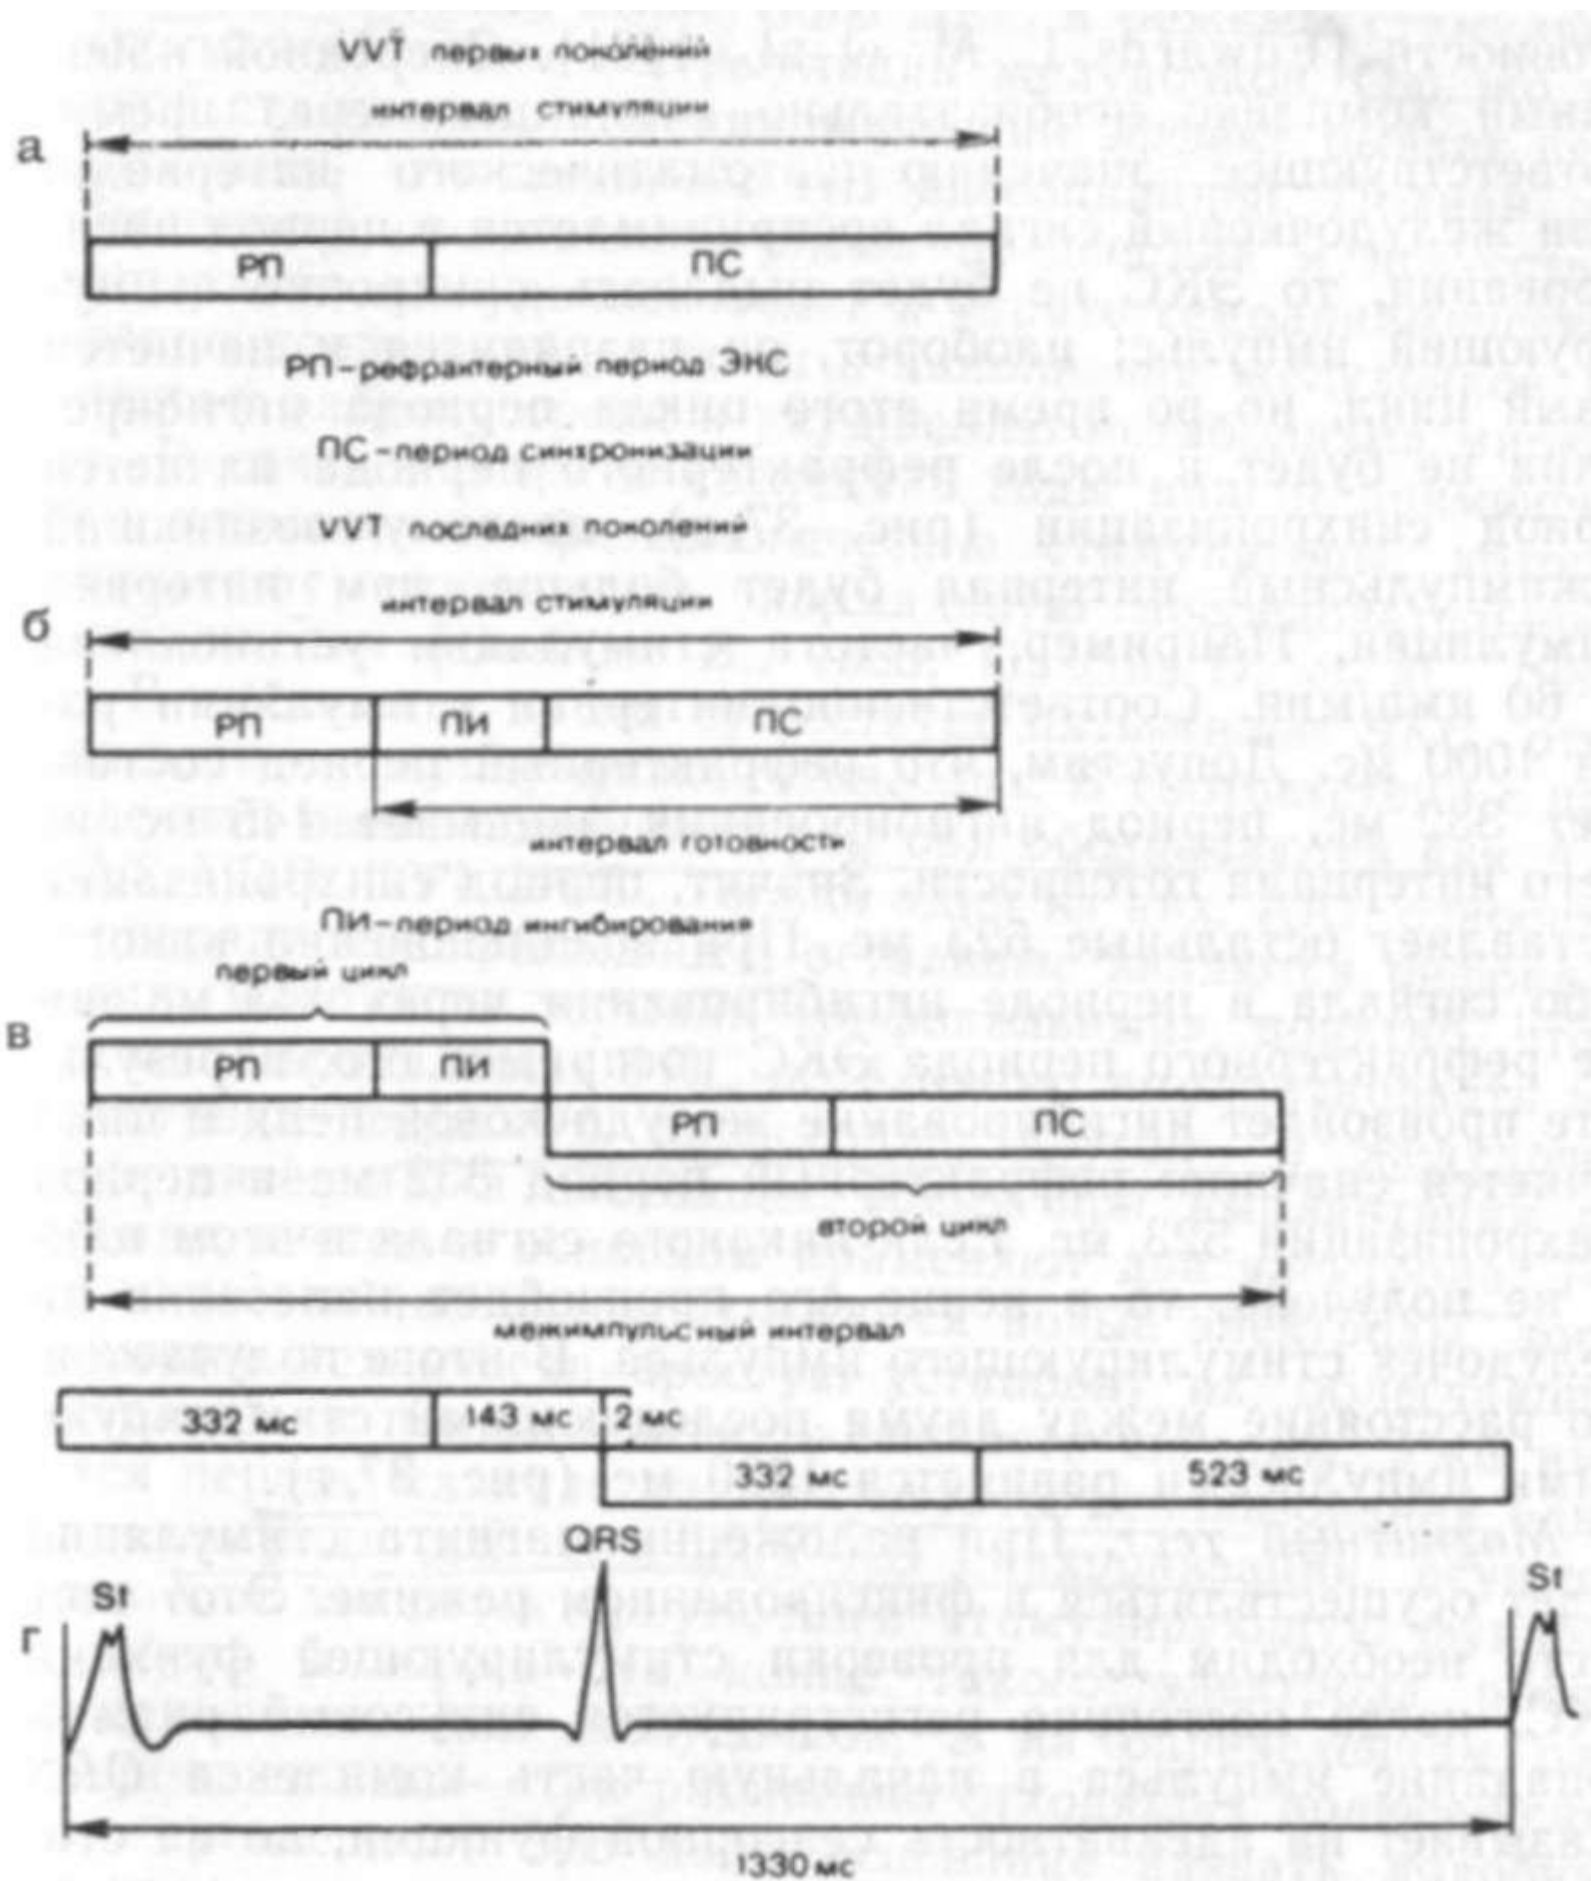 VVT первых поколений
интервал стимуляции
а
РП ПС
РП-рефрактерный период ЭКС
ПС-период синхронизации
VVT последних поколений
интервал стимуляции
б
РП ПИ ПС
интервал готовности
ПИ-период ингибирования
первый цикл
в
РП ПИ
РП ПС
второй цикл
межимпульсный интервал
332 мс 143 мс 2 мс
332 мс 523 мс
QRS
St St
г
1330 мс